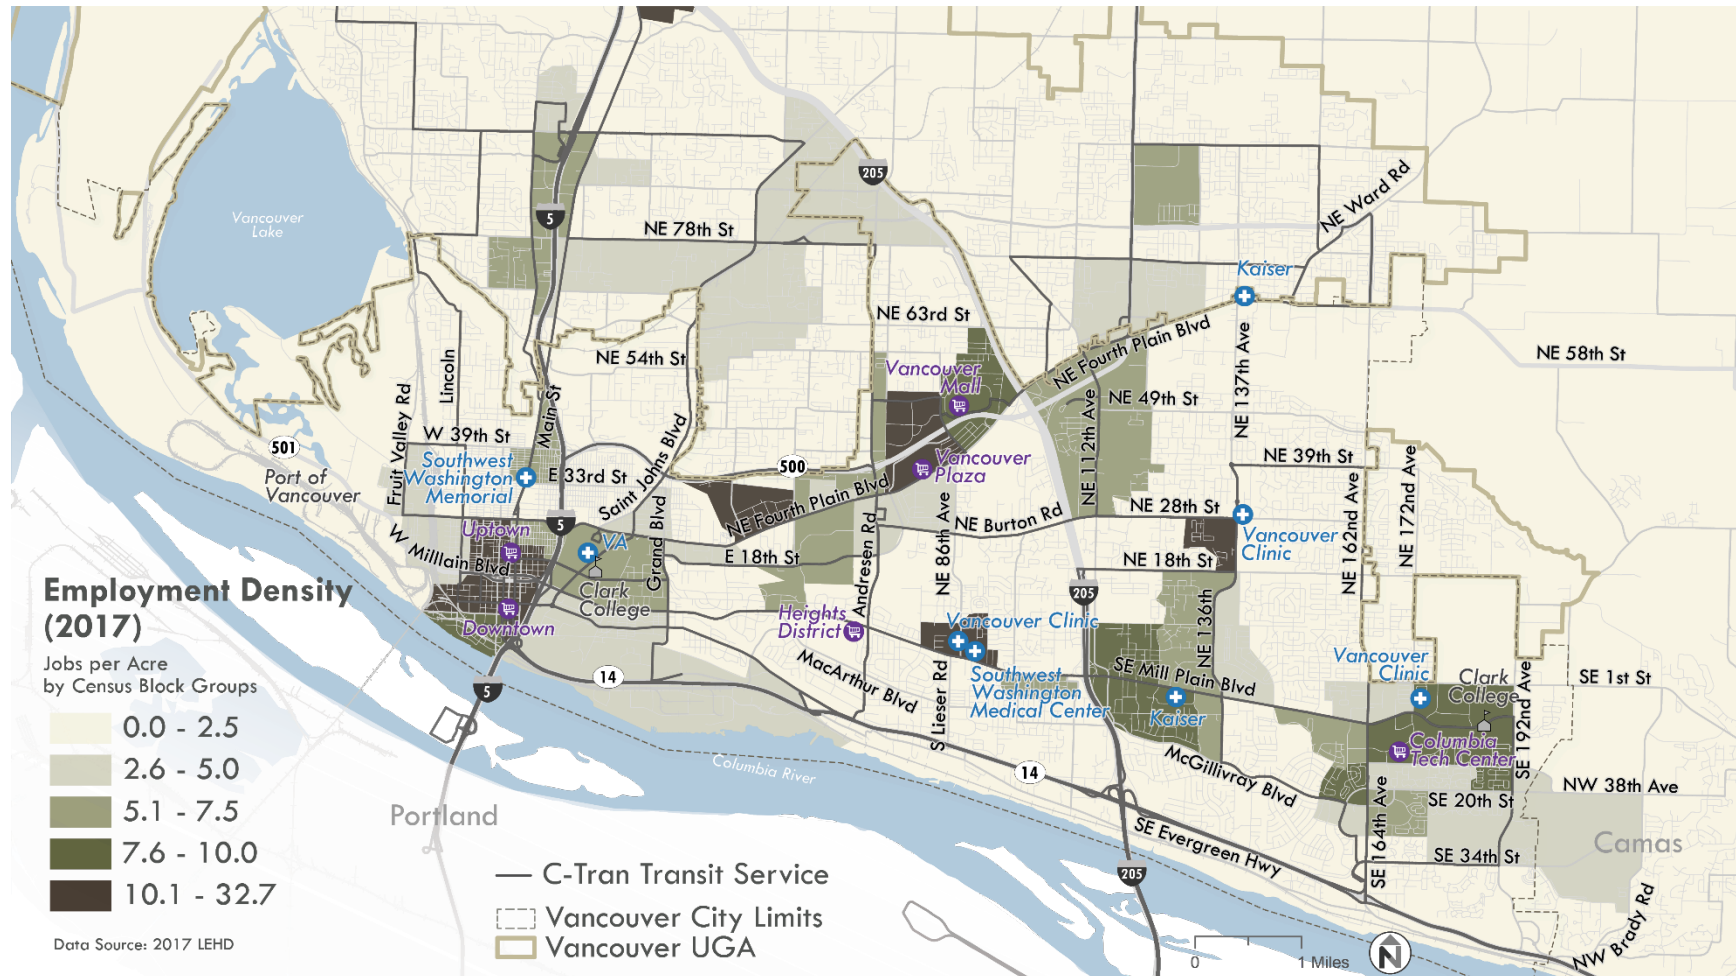 205
NE Ward Rd
5
Vancouver
Lake
NE 78th St
Kaiser
NE 63rd St
NE Fourth Plain Blvd
NE 137th Ave
NE 58th St
NE 54th St
Vancouver
Mall
Lincoln
Fruit Valley Rd
Main St
NE 112th Ave
NE 49th St
W 39th St
501
Southwest
Washington
Memorial
E 33rd St
Saint Johns Blvd
500
Vancouver
Plaza
NE 39th St
Port of
Vancouver
NE 162nd Ave
NE 172nd Ave
Grand Blvd
NE Fourth Plain Blvd
NE 86th Ave
NE Burton Rd
NE 28th St
Uptown
5
VA
W Milllain Blvd
E 18th St
Andresen Rd
Vancouver
Clinic
NE 18th St
Clark
College
205
NE 136th
Downtown
Heights
District
Vancouver Clinic
MacArthur Blvd
S Lieser Rd
Southwest
Washington
Medical Center
SE Mill Plain Blvd
Kaiser
Vancouver
Clinic
Clark
College
SE 1st St
SE 192nd Ave
5
14
Columbia
Tech Center
Columbia River
14
McGillivray Blvd
SE 164th Ave
SE 20th St
NW 38th Ave
Portland
SE Evergreen Hwy
SE 34th St
Camas
205
NW Brady Rd
Employment Density
(2017)
Jobs per Acre
by Census Block Groups
0.0 - 2.5
2.6 - 5.0
5.1 - 7.5
7.6 - 10.0
10.1 - 32.7
Data Source: 2017 LEHD
C-Tran Transit Service
Vancouver City Limits
Vancouver UGA
0 1 Miles
N